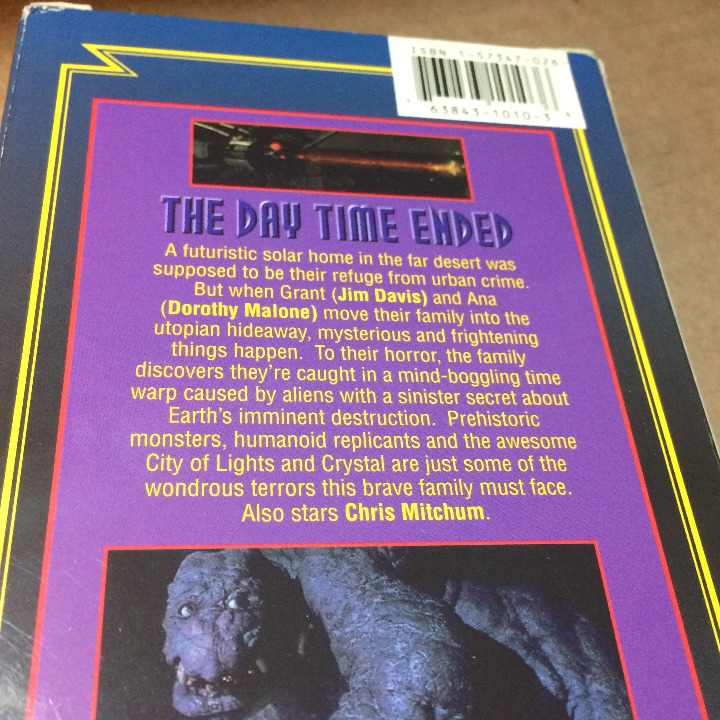 ISBN 1-57347-026-
7 63843-1010-3
THE DAY TIME ENDED
A futuristic solar home in the far desert was
supposed to be their refuge from urban crime.
But when Grant (Jim Davis) and Ana
(Dorothy Malone) move their family into the
utopian hideaway, mysterious and frightening
things happen. To their horror, the family
discovers they're caught in a mind-boggling time
warp caused by aliens with a sinister secret about
Earth's imminent destruction. Prehistoric
monsters, humanoid replicants and the awesome
City of Lights and Crystal are just some of the
wondrous terrors this brave family must face.
Also stars Chris Mitchum.